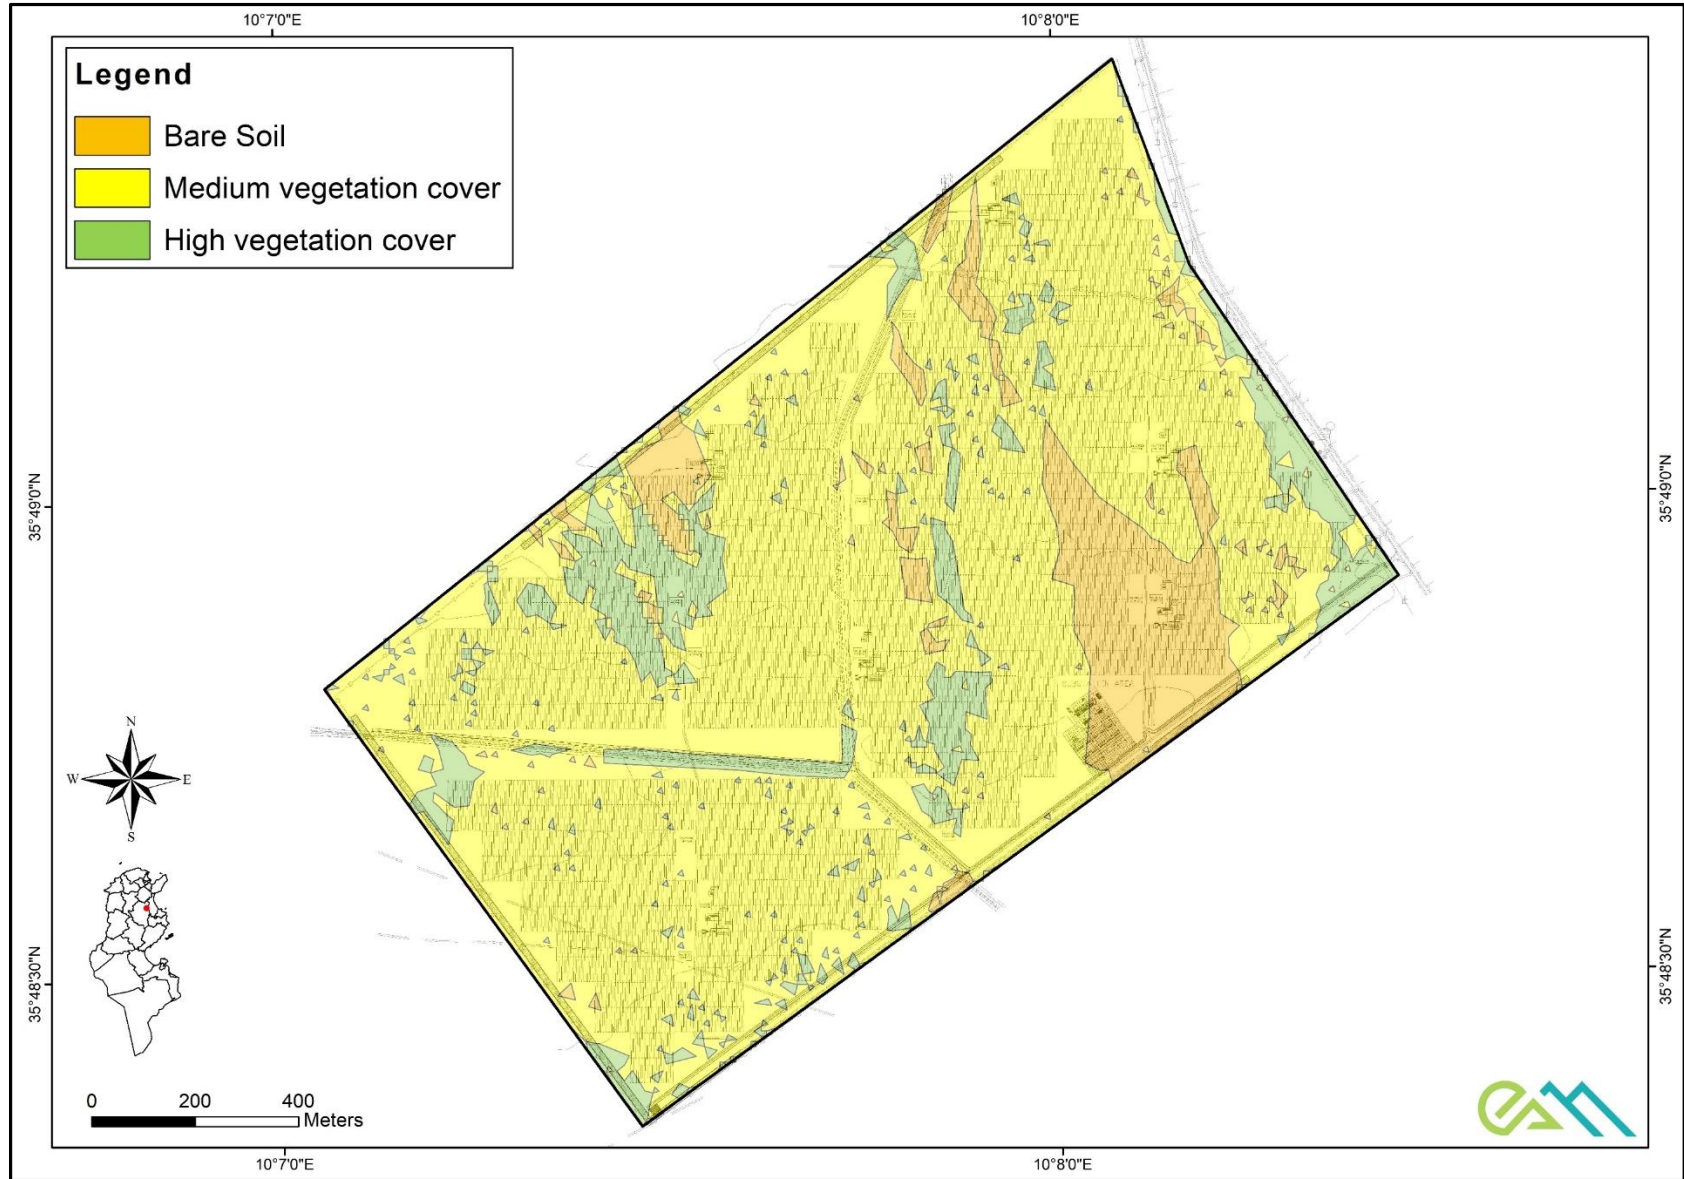 10°7'0"E
10°8'0"E
Legend
Bare Soil
Medium vegetation cover
High vegetation cover
35°49'0"N
35°49'0"N
N
W
E
S
35°48'30"N
35°48'30"N
0
200
400
Meters
10°7'0"E
10°8'0"E